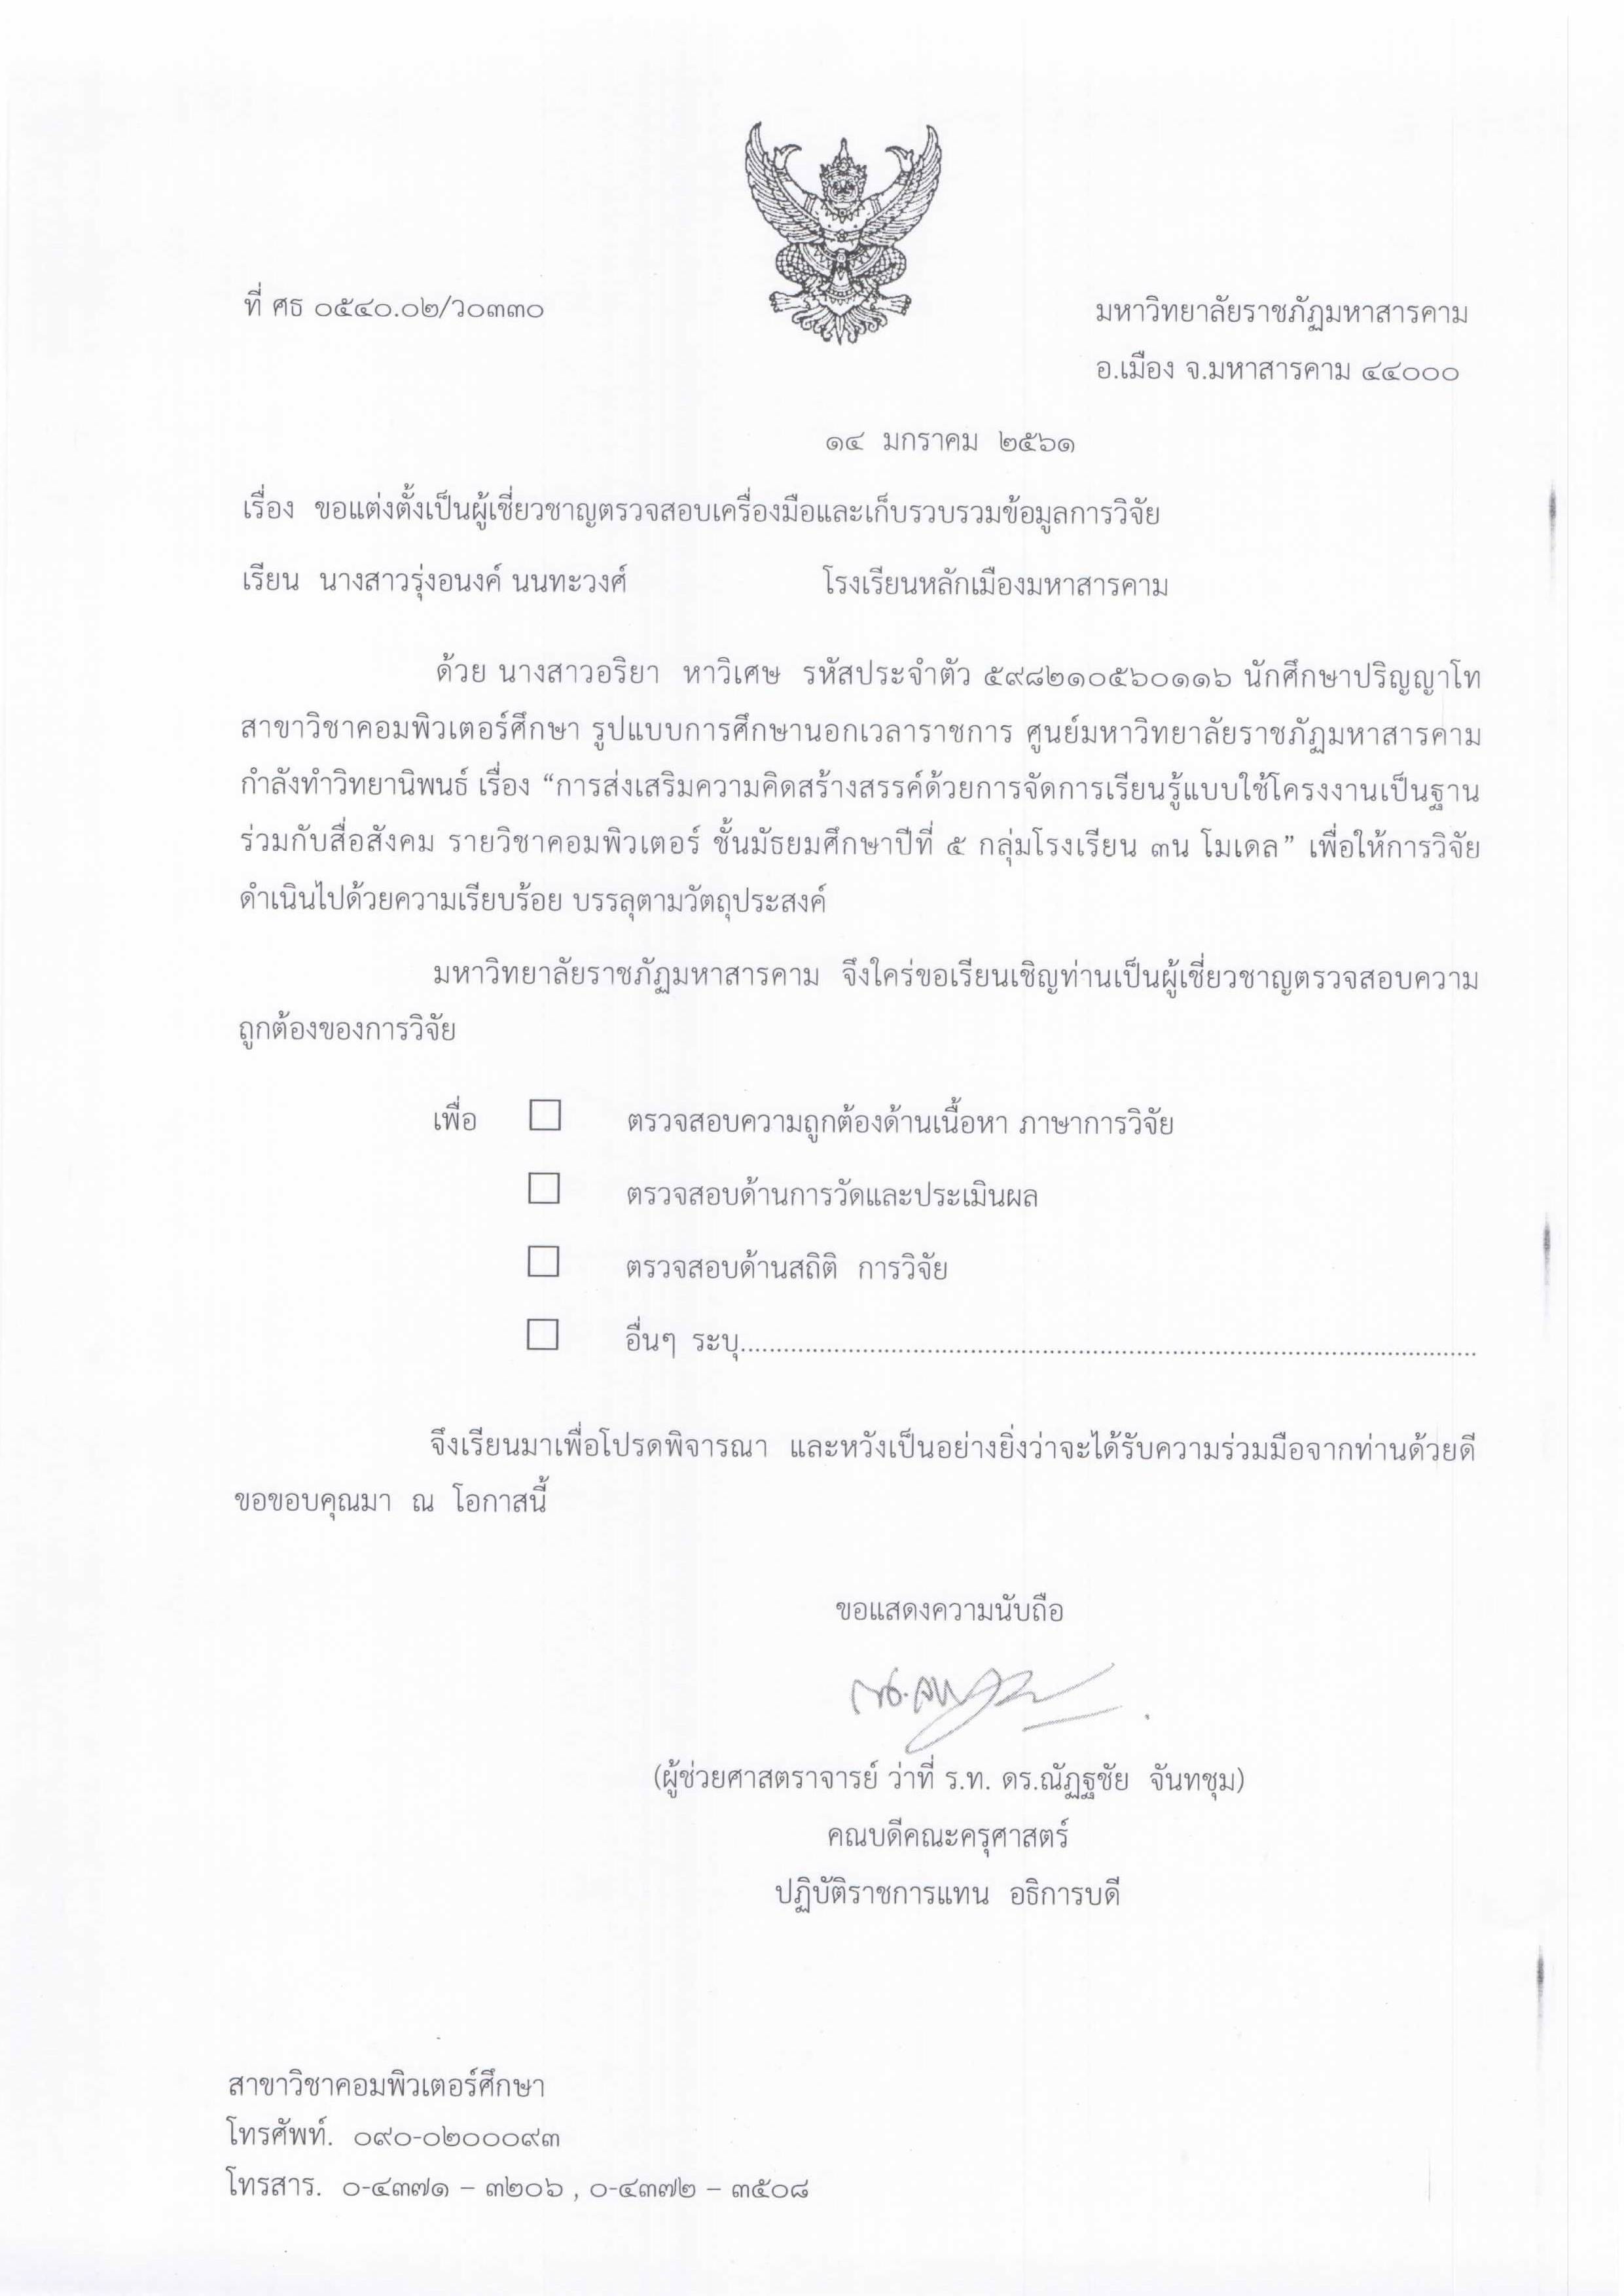 ที่ ศธ ๐๕๔๐.๐๒/ว๐๓๓๐
มหาวิทยาลัยราชภัฏมหาสารคาม
อ.เมือง จ.มหาสารคาม ๔๔๐๐๐
๑๔ มกราคม ๒๕๖๑
เรื่อง ขอแต่งตั้งเป็นผู้เชี่ยวชาญตรวจสอบเครื่องมือและเก็บรวบรวมข้อมูลการวิจัย
เรียน นางสาวรุ่งอนงค์ นนทะวงศ์ โรงเรียนหลักเมืองมหาสารคาม
ด้วย นางสาวอริยา หาวิเศษ รหัสประจำตัว ๕๙๘๒๑๐๕๖๐๑๑๖ นักศึกษาปริญญาโท
สาขาวิชาคอมพิวเตอร์ศึกษา รูปแบบการศึกษานอกเวลาราชการ ศูนย์มหาวิทยาลัยราชภัฏมหาสารคาม
กำลังทำวิทยานิพนธ์ เรื่อง “การส่งเสริมความคิดสร้างสรรค์ด้วยการจัดการเรียนรู้แบบใช้โครงงานเป็นฐาน
ร่วมกับสื่อสังคม รายวิชาคอมพิวเตอร์ ชั้นมัธยมศึกษาปีที่ ๕ กลุ่มโรงเรียน ๓น โมเดล” เพื่อให้การวิจัย
ดำเนินไปด้วยความเรียบร้อย บรรลุตามวัตถุประสงค์
มหาวิทยาลัยราชภัฏมหาสารคาม จึงใคร่ขอเรียนเชิญท่านเป็นผู้เชี่ยวชาญตรวจสอบความ
ถูกต้องของการวิจัย
เพื่อ ☐ ตรวจสอบความถูกต้องด้านเนื้อหา ภาษาการวิจัย
☐ ตรวจสอบด้านการวัดและประเมินผล
☐ ตรวจสอบด้านสถิติ การวิจัย
☐ อื่นๆ ระบุ..........................................................................................
จึงเรียนมาเพื่อโปรดพิจารณา และหวังเป็นอย่างยิ่งว่าจะได้รับความร่วมมือจากท่านด้วยดี
ขอขอบคุณมา ณ โอกาสนี้
ขอแสดงความนับถือ
(ผู้ช่วยศาสตราจารย์ ว่าที่ ร.ท. ดร.ณัฏฐชัย จันทชุม)
คณบดีคณะครุศาสตร์
ปฏิบัติราชการแทน อธิการบดี
สาขาวิชาคอมพิวเตอร์ศึกษา
โทรศัพท์. ๐๙๐-๐๒๐๐๐๙๓
โทรสาร. ๐-๔๓๗๑ – ๓๒๐๖ , ๐-๔๓๗๒ – ๓๕๐๘